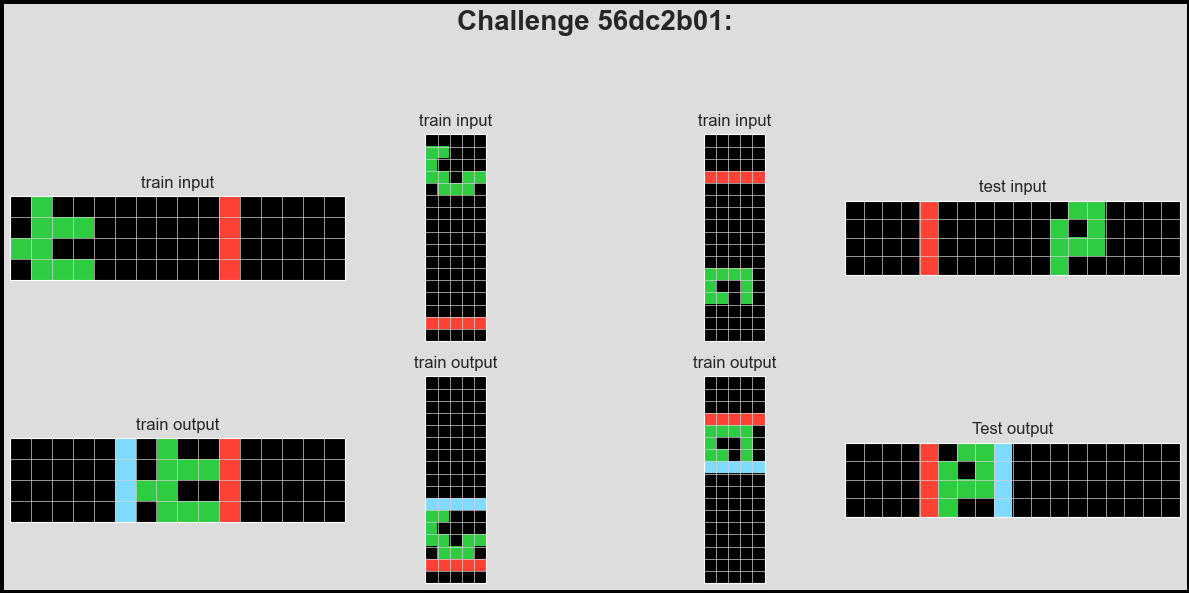 Challenge 56dc2b01:
train input
train input
train input
test input
train output
train output
train output
Test output